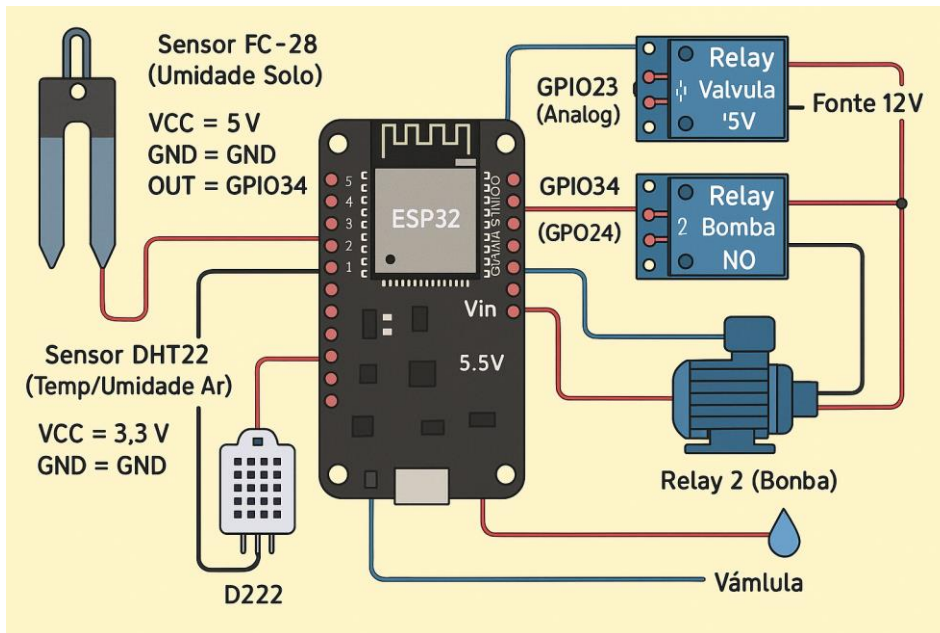 Sensor FC-28
(Umidade Solo)
VCC = 5 V
GND = GND
OUT = GPIO34
Sensor DHT22
(Temp/Umidade Ar)
VCC = 3,3 V
GND = GND
D222
5
4
3
2
1
ESP32
Vin
5.5V
GPIO23
(Analog)
Relay
Valvula
'5V
Fonte 12V
GPIO34
(GPO24)
Relay
2 Bomba
NO
Relay 2 (Bonba)
Vámlula